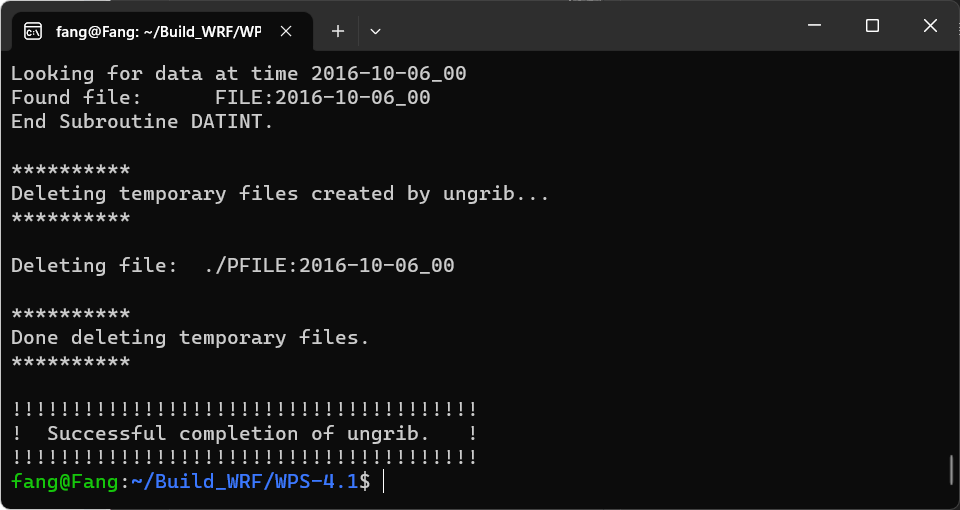 fang@Fang: ~/Build_WRF/WP
Looking for data at time 2016-10-06_00
Found file:      FILE:2016-10-06_00
End Subroutine DATINT.
**********
Deleting temporary files created by ungrib...
**********
Deleting file:  ./PFILE:2016-10-06_00
**********
Done deleting temporary files.
**********
!!!!!!!!!!!!!!!!!!!!!!!!!!!!!!!!!!!!!!!
!  Successful completion of ungrib.   !
!!!!!!!!!!!!!!!!!!!!!!!!!!!!!!!!!!!!!!!
fang@Fang:~/Build_WRF/WPS-4.1$